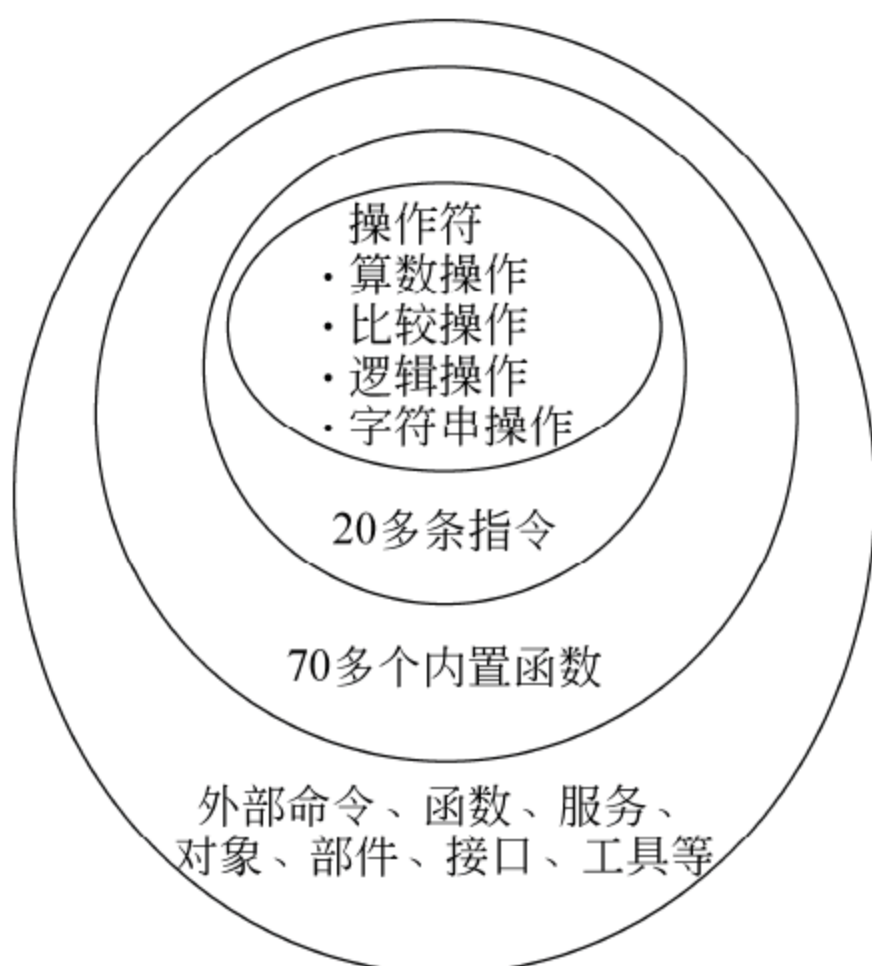 操作符
·算数操作
·比较操作
·逻辑操作
·字符串操作
20多条指令
70多个内置函数
外部命令、函数、服务、
对象、部件、接口、工具等